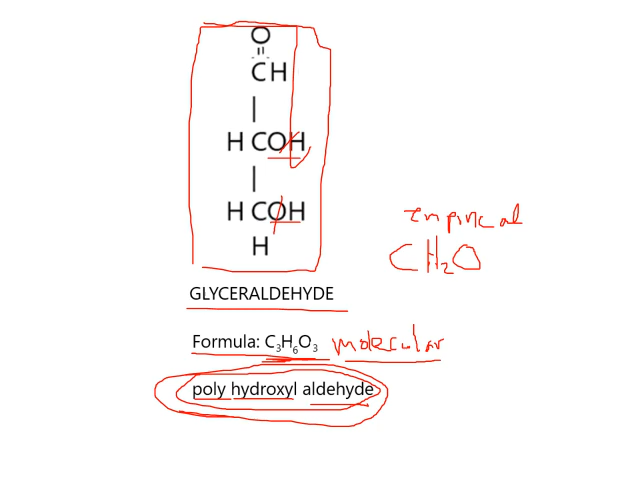 O
CH
H COH
H COH
H
empirical
CH₂O
GLYCERALDEHYDE
Formula: C₃H₆O₃ molecular
poly hydroxyl aldehyde